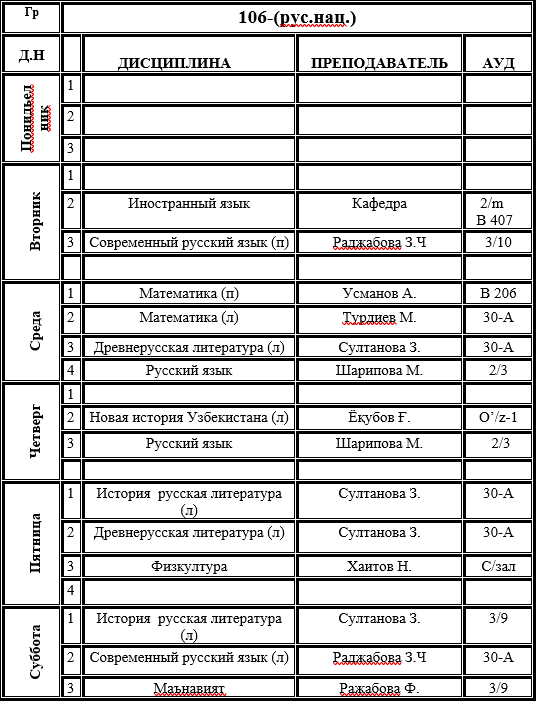 Гр 106-(рус.нац.)
Д.Н ДИСЦИПЛИНА ПРЕПОДАВАТЕЛЬ АУД
Понидьел
ник
1
2
3
Вторник
1
2 Иностранный язык Кафедра 2/m
В 407
3 Современный русский язык (п) Раджабова З.Ч 3/10
Среда
1 Математика (п) Усманов А. В 206
2 Математика (л) Турдиев М. 30-А
3 Древнерусская литература (л) Султанова З. 30-А
4 Русский язык Шарипова М. 2/3
Четверг
1
2 Новая история Узбекистана (л) Ёқубов Ғ. O’/z-1
3 Русский язык Шарипова М. 2/3
Пятница
1 История русская литература
(л) Султанова З. 30-А
2 Древнерусская литература (л) Султанова З. 30-А
3 Физкултура Хаитов Н. С/зал
4
Суббота
1 История русская литература
(л) Султанова З. 3/9
2 Современный русский язык (л) Раджабова З.Ч 30-А
3 Маънавият Ражабова Ф. 3/9